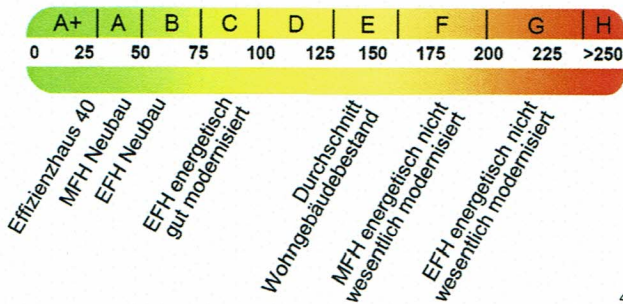 A+ A B C D E F G H
0 25 50 75 100 125 150 175 200 225 >250
Effizienzhaus 40
MFH Neubau
EFH Neubau
EFH energetisch
gut modernisiert
Durchschnitt
Wohngebäudebestand
MFH energetisch nicht
wesentlich modernisiert
EFH energetisch nicht
wesentlich modernisiert